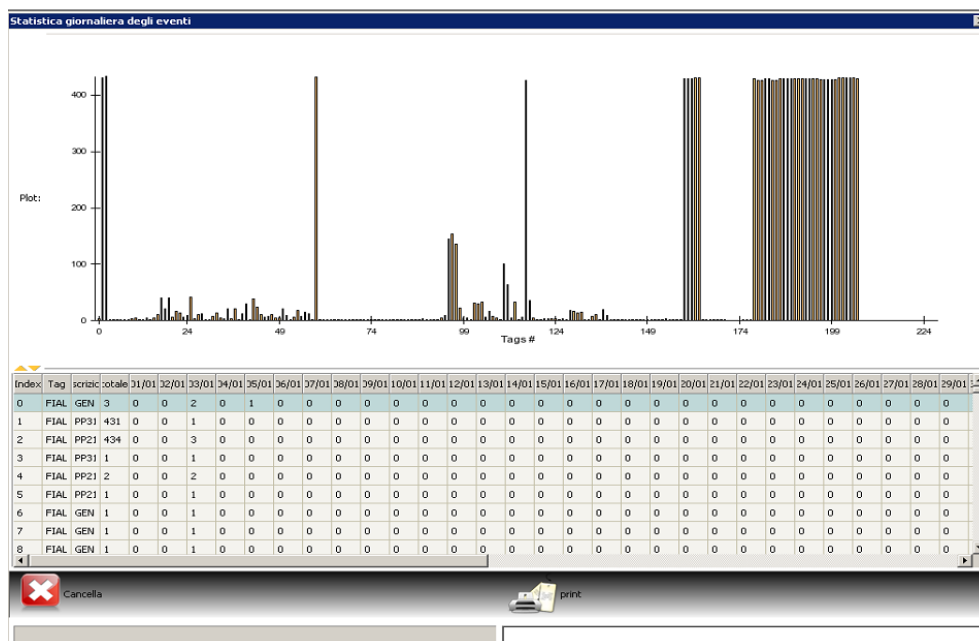 Statistica giornaliera degli eventi
400
300
Plot:
200
100
0
0 24 49 74 99 124 149 174 199 224
Tags #
Index Tag scrizic totale 01/01 02/01 03/01 04/01 05/01 06/01 07/01 08/01 09/01 10/01 11/01 12/01 13/01 14/01 15/01 16/01 17/01 18/01 19/01 20/01 21/01 22/01 23/01 24/01 25/01 26/01 27/01 28/01 29/01
0 FIAL GEN 3 0 0 2 0 1 0 0 0 0 0 0 0 0 0 0 0 0 0 0 0 0 0 0 0 0 0 0 0 0
1 FIAL PP31 431 0 0 1 0 0 0 0 0 0 0 0 0 0 0 0 0 0 0 0 0 0 0 0 0 0 0 0 0 0
2 FIAL PP21 434 0 0 3 0 0 0 0 0 0 0 0 0 0 0 0 0 0 0 0 0 0 0 0 0 0 0 0 0 0
3 FIAL PP31 1 0 0 1 0 0 0 0 0 0 0 0 0 0 0 0 0 0 0 0 0 0 0 0 0 0 0 0 0 0
4 FIAL PP21 2 0 0 2 0 0 0 0 0 0 0 0 0 0 0 0 0 0 0 0 0 0 0 0 0 0 0 0 0 0
5 FIAL PP21 1 0 0 1 0 0 0 0 0 0 0 0 0 0 0 0 0 0 0 0 0 0 0 0 0 0 0 0 0 0
6 FIAL GEN 1 0 0 1 0 0 0 0 0 0 0 0 0 0 0 0 0 0 0 0 0 0 0 0 0 0 0 0 0 0
7 FIAL GEN 1 0 0 1 0 0 0 0 0 0 0 0 0 0 0 0 0 0 0 0 0 0 0 0 0 0 0 0 0 0
8 FIAL GEN 1 0 0 1 0 0 0 0 0 0 0 0 0 0 0 0 0 0 0 0 0 0 0 0 0 0 0 0 0 0
Cancella print